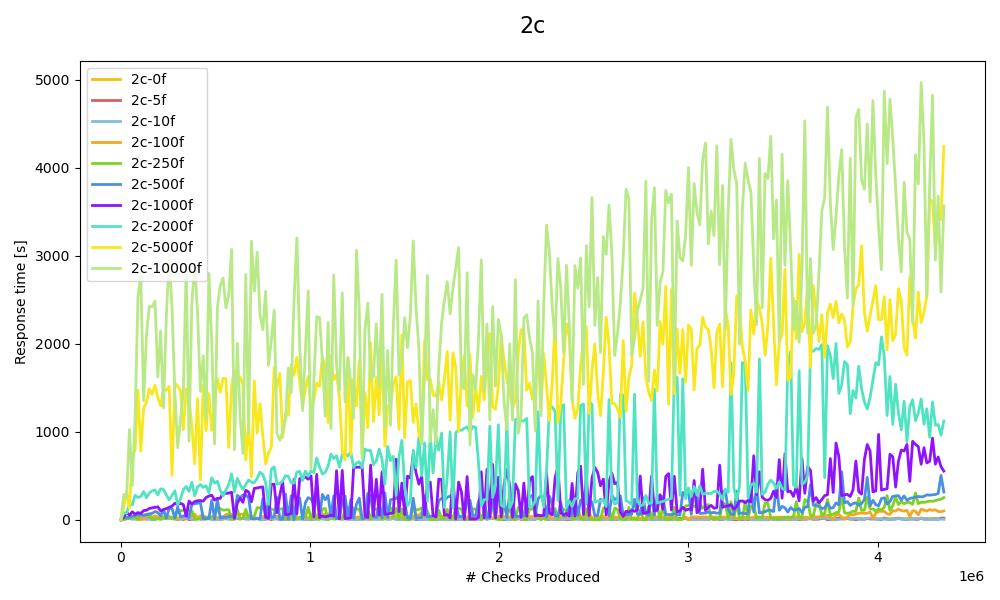 2c
5000
4000
3000
2000
1000
0
Response time [s]
2c-0f
2c-5f
2c-10f
2c-100f
2c-250f
2c-500f
2c-1000f
2c-2000f
2c-5000f
2c-10000f
0 1 2 3 4
# Checks Produced
1e6